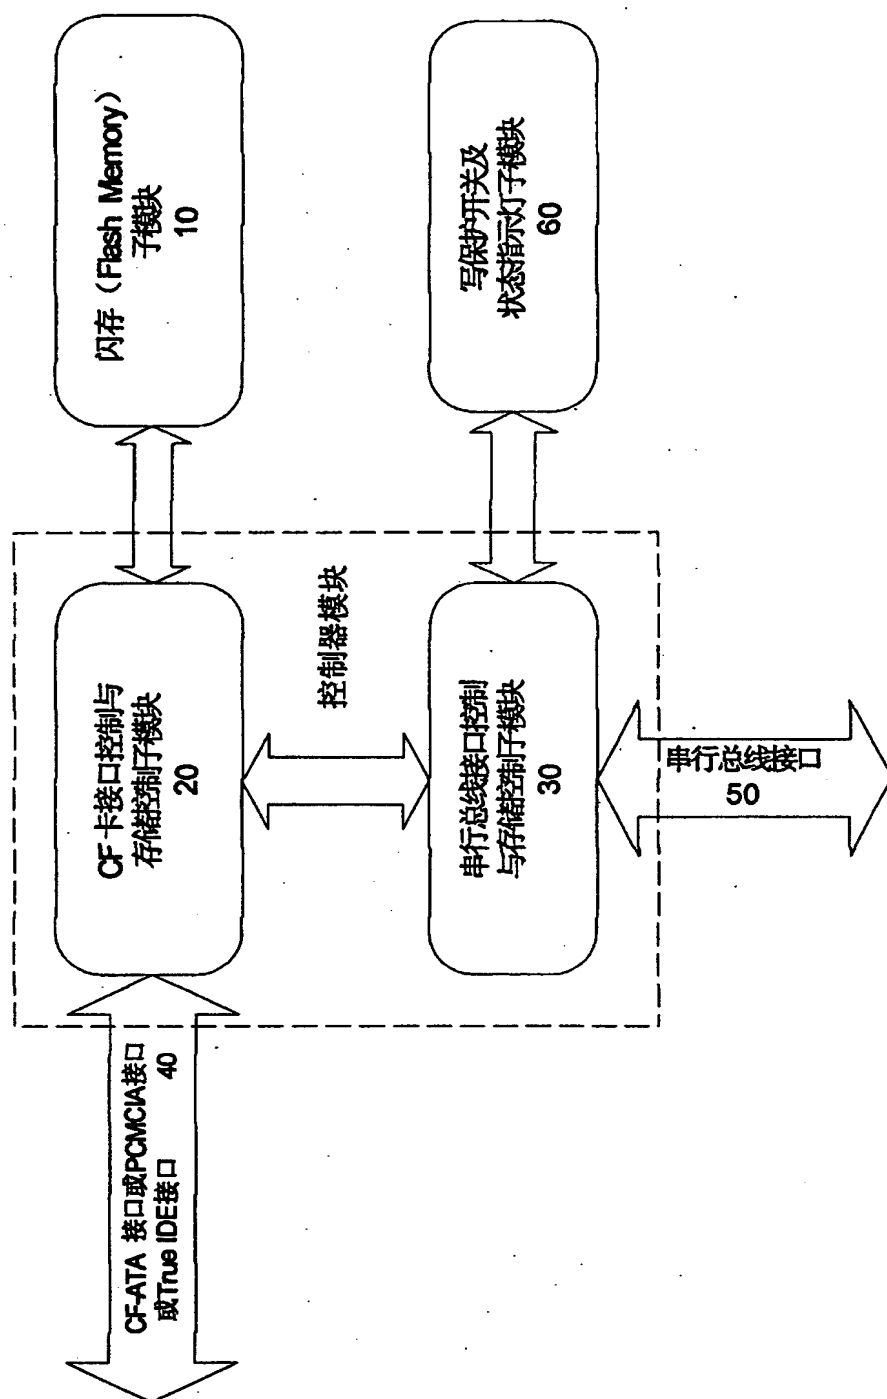 闪存（Flash Memory）
子模块
10
写保护开关及
状态指示灯子模块
60
CF卡接口控制与
存储控制子模块
20
控制器模块
串行总线接口控制
与存储控制子模块
30
CF-ATA 接口或PCMCIA接口
或True IDE接口 40
串行总线接口
50